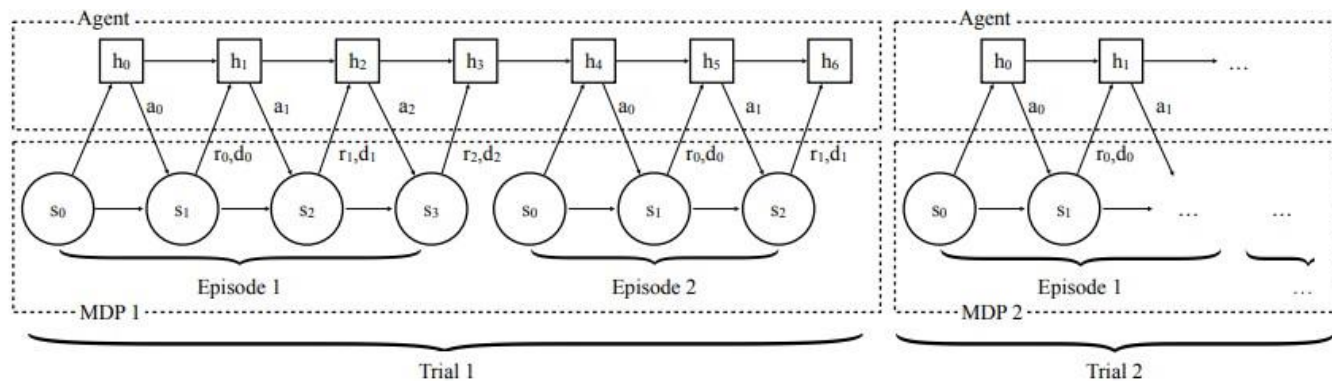 Agent
Agent
h₀ h₁ h₂ h₃ h₄ h₅ h₆ h₀ h₁ ...
a₀ a₁ a₂ a₀ a₁ a₀ a₁
r₀,d₀ r₁,d₁ r₂,d₂ r₀,d₀ r₁,d₁ r₀,d₀
s₀ s₁ s₂ s₃ s₀ s₁ s₂ s₀ s₁ ... ...
Episode 1 Episode 2 Episode 1 ...
MDP 1 MDP 2
Trial 1 Trial 2